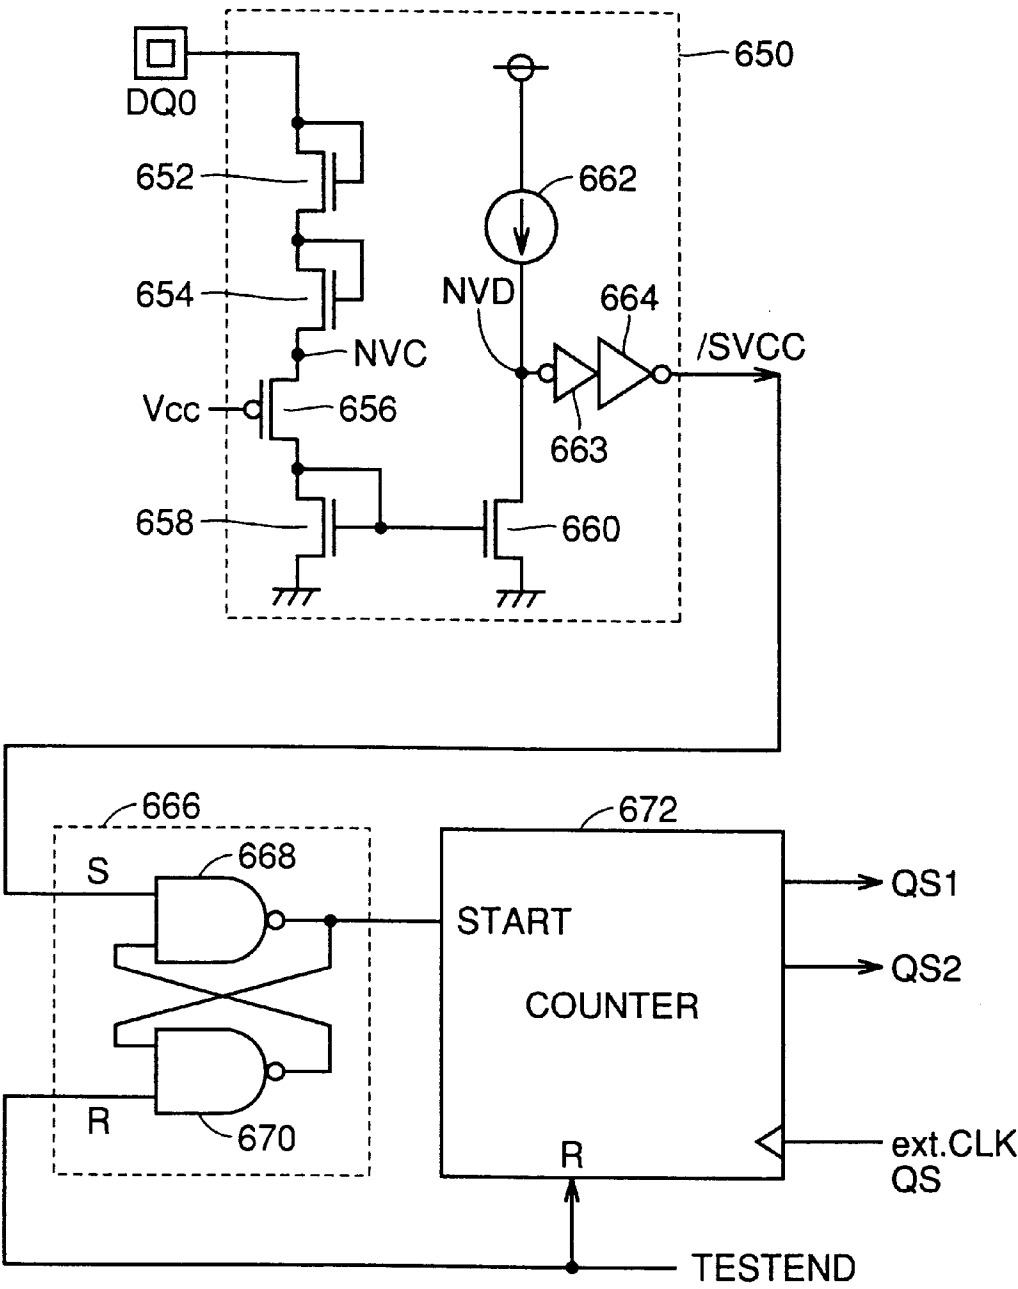 650
DQ0
652
662
654
NVD
664
/SVCC
NVC
Vcc
656
663
658
660
666
672
668
S
QS1
START
QS2
COUNTER
R
670
R
ext.CLK
QS
TESTEND